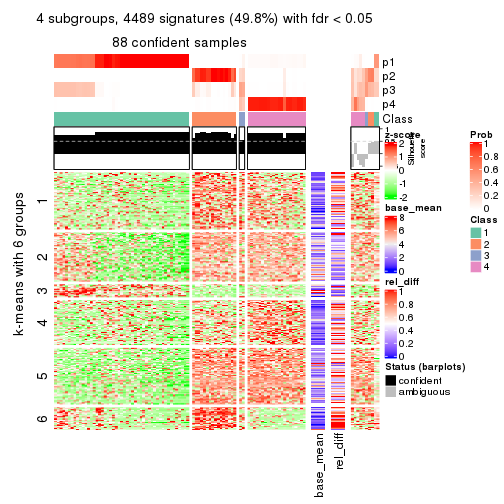 4 subgroups, 4489 signatures (49.8%) with fdr < 0.05
88 confident samples
p1
p2
p3
p4
Class
1
Silhouette
score
k-means with 6 groups
1
2
3
4
5
6
base_mean
rel_diff
z-score
2
1
0
-1
-2
base_mean
8
6
4
2
0
rel_diff
1
0.8
0.6
0.4
0.2
0
Status (barplots)
confident
ambiguous
Prob
1
0.8
0.6
0.4
0.2
0
Class
1
2
3
4